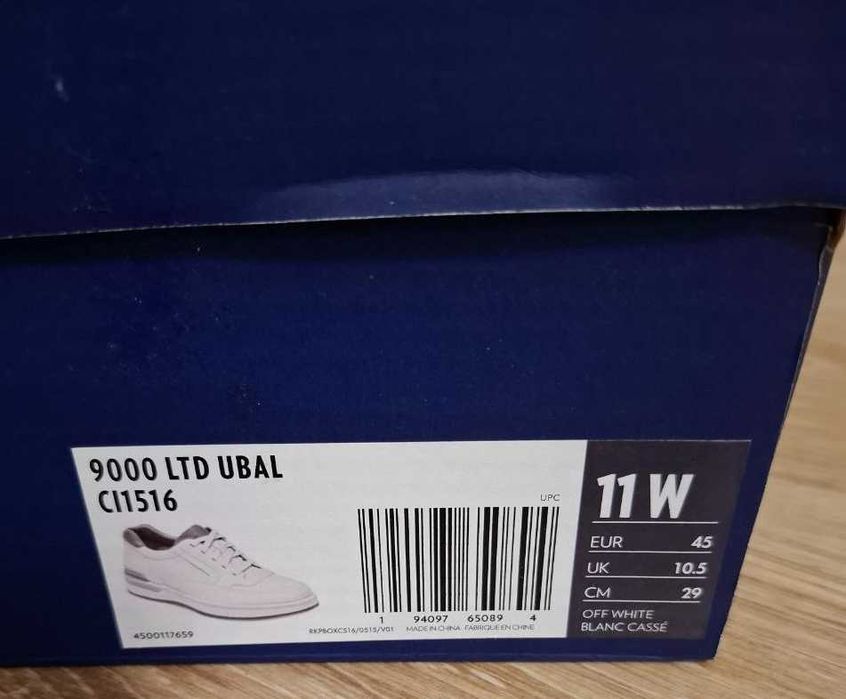 9000 LTD UBAL
CI1516
4500117659
UPC
1 94097 65089 4
RKPBOXCS16/0515/V01 MADE IN CHINA FABRIQUE EN CHINE
11 W
EUR 45
UK 10.5
CM 29
OFF WHITE
BLANC CASSÉ